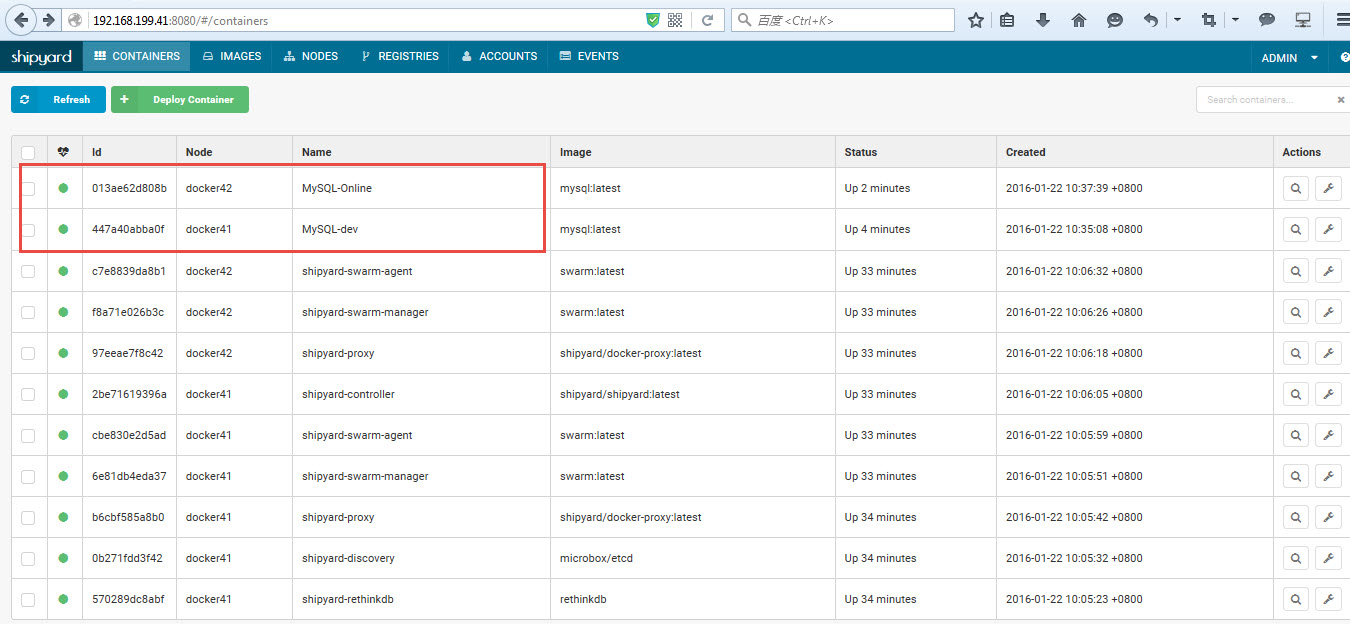 192.168.199.41:8080/#/containers 百度 <Ctrl+K>
shipyard CONTAINERS IMAGES NODES REGISTRIES ACCOUNTS EVENTS ADMIN
Refresh Deploy Container Search containers...
Id Node Name Image Status Created Actions
013ae62d808b docker42 MySQL-Online mysql:latest Up 2 minutes 2016-01-22 10:37:39 +0800
447a40abba0f docker41 MySQL-dev mysql:latest Up 4 minutes 2016-01-22 10:35:08 +0800
c7e8839da8b1 docker42 shipyard-swarm-agent swarm:latest Up 33 minutes 2016-01-22 10:06:32 +0800
f8a71e026b3c docker42 shipyard-swarm-manager swarm:latest Up 33 minutes 2016-01-22 10:06:26 +0800
97eeae7f8c42 docker42 shipyard-proxy shipyard/docker-proxy:latest Up 33 minutes 2016-01-22 10:06:18 +0800
2be71619396a docker41 shipyard-controller shipyard/shipyard:latest Up 33 minutes 2016-01-22 10:06:05 +0800
cbe830e2d5ad docker41 shipyard-swarm-agent swarm:latest Up 33 minutes 2016-01-22 10:05:59 +0800
6e81db4eda37 docker41 shipyard-swarm-manager swarm:latest Up 33 minutes 2016-01-22 10:05:51 +0800
b6cbf585a8b0 docker41 shipyard-proxy shipyard/docker-proxy:latest Up 34 minutes 2016-01-22 10:05:42 +0800
0b271fdd3f42 docker41 shipyard-discovery microbox/etcd Up 34 minutes 2016-01-22 10:05:32 +0800
570289dc8abf docker41 shipyard-rethinkdb rethinkdb Up 34 minutes 2016-01-22 10:05:23 +0800